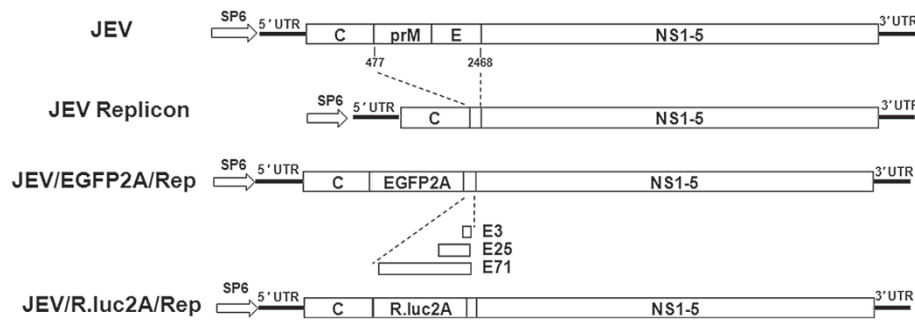 SP6 5′ UTR 3′ UTR
JEV C prM E NS1-5
477 2468
SP6 5′ UTR 3′ UTR
JEV Replicon C NS1-5
SP6 5′ UTR 3′ UTR
JEV/EGFP2A/Rep C EGFP2A NS1-5
E3
E25
E71
SP6 5′ UTR 3′ UTR
JEV/R.luc2A/Rep C R.luc2A NS1-5